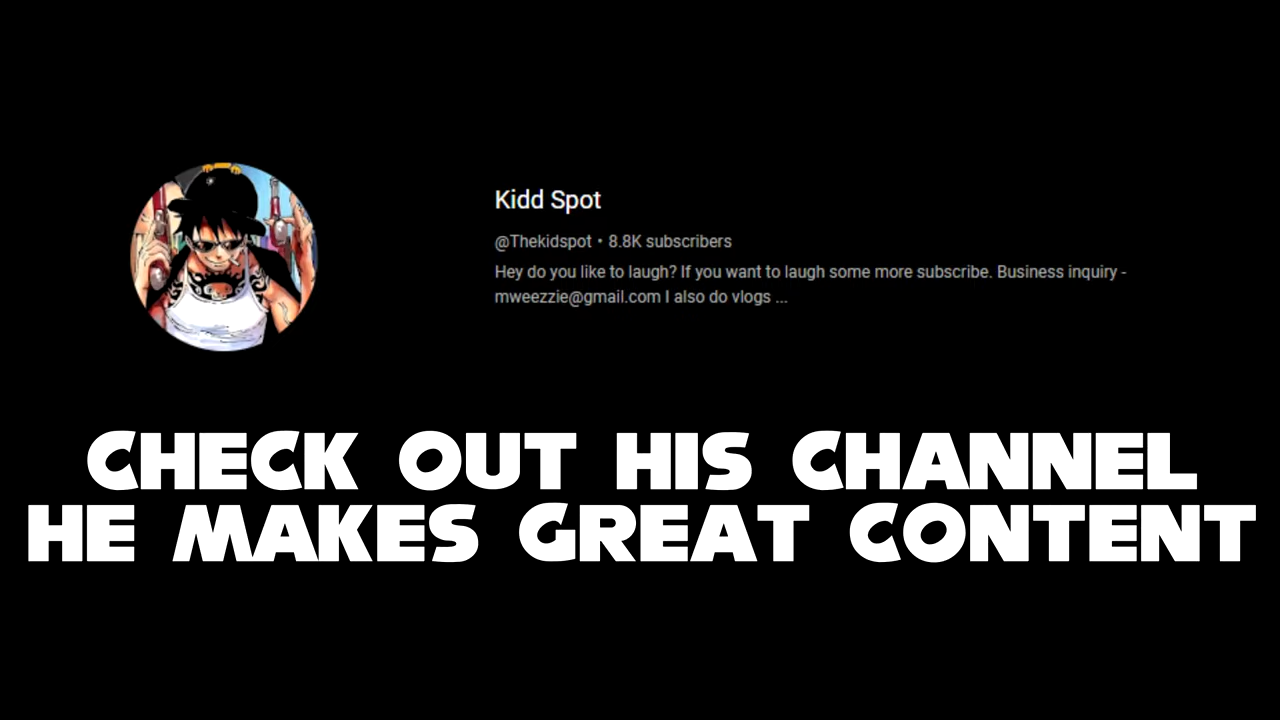 Kidd Spot
@Thekidspot • 8.8K subscribers
Hey do you like to laugh? If you want to laugh some more subscribe. Business inquiry -
mweezzie@gmail.com I also do vlogs ...
CHECK OUT HIS CHANNEL
HE MAKES GREAT CONTENT